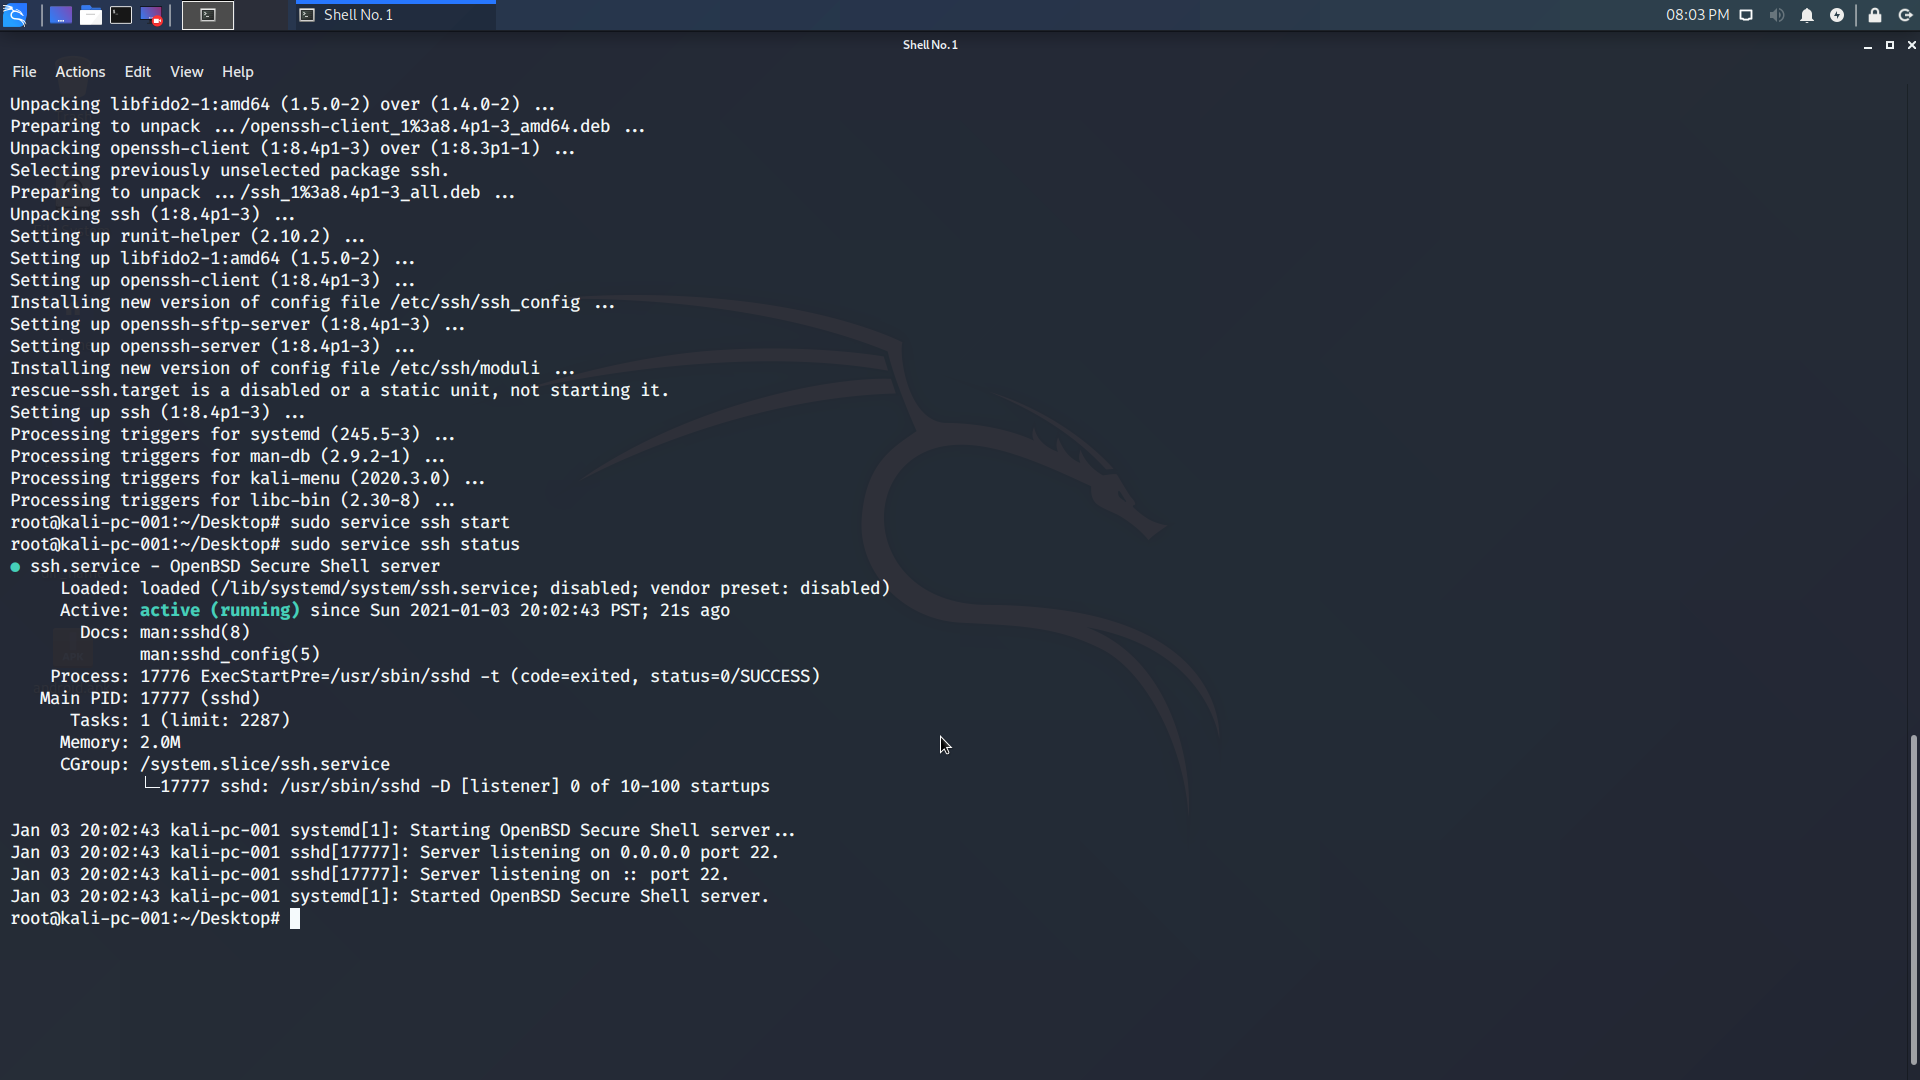 Shell No. 1
08:03 PM
Shell No. 1
File Actions Edit View Help
Unpacking libfido2-1:amd64 (1.5.0-2) over (1.4.0-2) ...
Preparing to unpack .../openssh-client_1%3a8.4p1-3_amd64.deb ...
Unpacking openssh-client (1:8.4p1-3) over (1:8.3p1-1) ...
Selecting previously unselected package ssh.
Preparing to unpack .../ssh_1%3a8.4p1-3_all.deb ...
Unpacking ssh (1:8.4p1-3) ...
Setting up runit-helper (2.10.2) ...
Setting up libfido2-1:amd64 (1.5.0-2) ...
Setting up openssh-client (1:8.4p1-3) ...
Installing new version of config file /etc/ssh/ssh_config ...
Setting up openssh-sftp-server (1:8.4p1-3) ...
Setting up openssh-server (1:8.4p1-3) ...
Installing new version of config file /etc/ssh/moduli ...
rescue-ssh.target is a disabled or a static unit, not starting it.
Setting up ssh (1:8.4p1-3) ...
Processing triggers for systemd (245.5-3) ...
Processing triggers for man-db (2.9.2-1) ...
Processing triggers for kali-menu (2020.3.0) ...
Processing triggers for libc-bin (2.30-8) ...
root@kali-pc-001:~/Desktop# sudo service ssh start
root@kali-pc-001:~/Desktop# sudo service ssh status
● ssh.service - OpenBSD Secure Shell server
Loaded: loaded (/lib/systemd/system/ssh.service; disabled; vendor preset: disabled)
Active: active (running) since Sun 2021-01-03 20:02:43 PST; 21s ago
Docs: man:sshd(8)
man:sshd_config(5)
Process: 17776 ExecStartPre=/usr/sbin/sshd -t (code=exited, status=0/SUCCESS)
Main PID: 17777 (sshd)
Tasks: 1 (limit: 2287)
Memory: 2.0M
CGroup: /system.slice/ssh.service
└─17777 sshd: /usr/sbin/sshd -D [listener] 0 of 10-100 startups
Jan 03 20:02:43 kali-pc-001 systemd[1]: Starting OpenBSD Secure Shell server...
Jan 03 20:02:43 kali-pc-001 sshd[17777]: Server listening on 0.0.0.0 port 22.
Jan 03 20:02:43 kali-pc-001 sshd[17777]: Server listening on :: port 22.
Jan 03 20:02:43 kali-pc-001 systemd[1]: Started OpenBSD Secure Shell server.
root@kali-pc-001:~/Desktop#